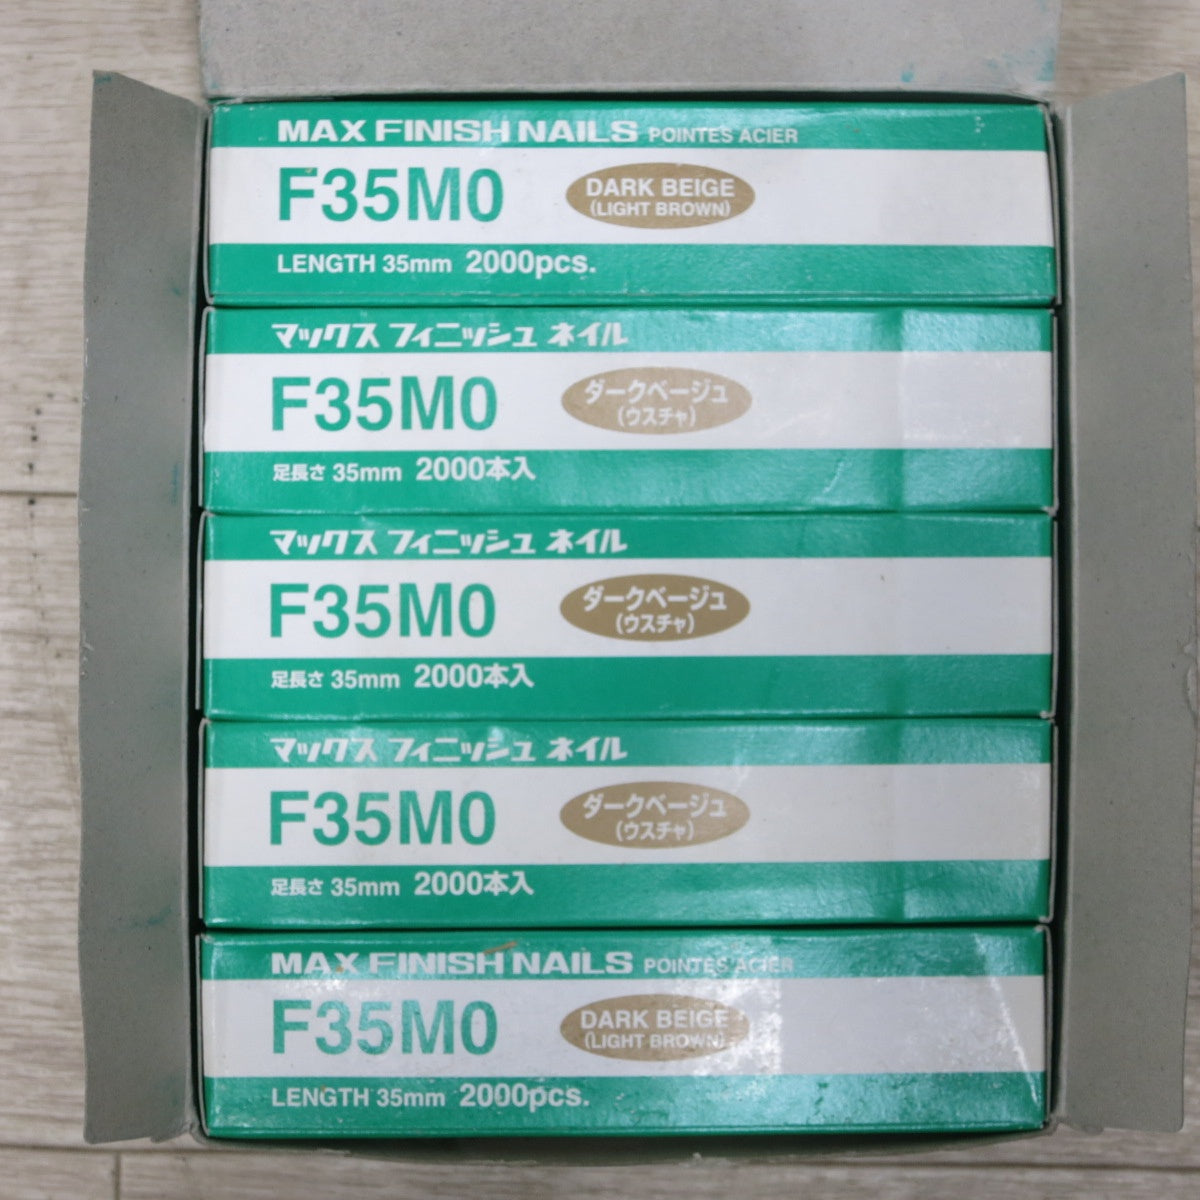 MAX FINISH NAILS POINTES ACIER
F35M0
DARK BEIGE
(LIGHT BROWN)
LENGTH 35mm 2000pcs.
マックス フィニッシュ ネイル
F35M0
ダークベージュ
(ウスチャ)
足長さ 35mm 2000本入
マックス フィニッシュ ネイル
F35M0
ダークベージュ
(ウスチャ)
足長さ 35mm 2000本入
マックス フィニッシュ ネイル
F35M0
ダークベージュ
(ウスチャ)
足長さ 35mm 2000本入
MAX FINISH NAILS POINTES ACIER
F35M0
DARK BEIGE
(LIGHT BROWN)
LENGTH 35mm 2000pcs.